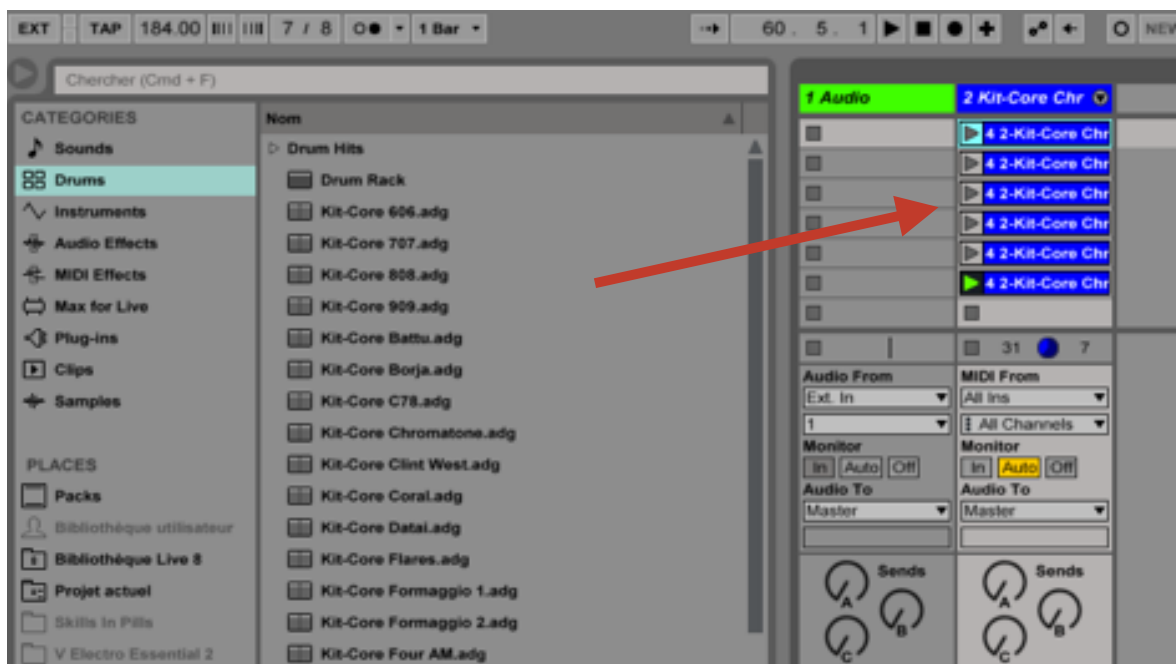 EXT TAP 184.00 7 / 8 1 Bar 60 . 5 . 1 NEW
Chercher (Cmd + F)
CATEGORIES
Sounds
Drums
Instruments
Audio Effects
MIDI Effects
Max for Live
Plug-ins
Clips
Samples
PLACES
Packs
Bibliothèque utilisateur
Bibliothèque Live 8
Projet actuel
Skills In Pills
V Electro Essential 2
Nom
Drum Hits
Drum Rack
Kit-Core 606.adg
Kit-Core 707.adg
Kit-Core 808.adg
Kit-Core 909.adg
Kit-Core Battu.adg
Kit-Core Borja.adg
Kit-Core C78.adg
Kit-Core Chromatone.adg
Kit-Core Clint West.adg
Kit-Core Coral.adg
Kit-Core Datai.adg
Kit-Core Flares.adg
Kit-Core Formaggio 1.adg
Kit-Core Formaggio 2.adg
Kit-Core Four AM.adg
1 Audio
Audio From
Ext. In
1
Monitor
In Auto Off
Audio To
Master
Sends
A
B
C
2 Kit-Core Chr
4 2-Kit-Core Chr
4 2-Kit-Core Chr
4 2-Kit-Core Chr
4 2-Kit-Core Chr
4 2-Kit-Core Chr
4 2-Kit-Core Chr
31 7
MIDI From
All Ins
All Channels
Monitor
In Auto Off
Audio To
Master
Sends
A
B
C